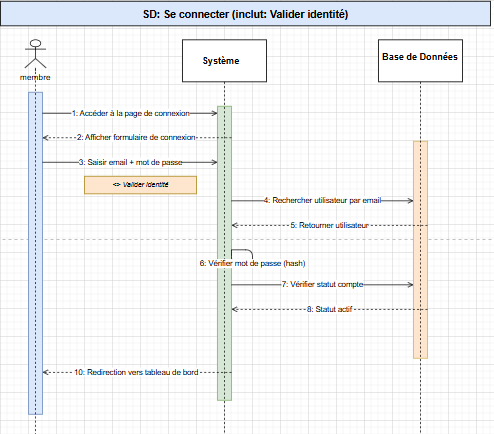 SD: Se connecter (inclut: Valider identité)
membre
Système
Base de Données
1: Accéder à la page de connexion
2: Afficher formulaire de connexion
3: Saisir email + mot de passe
<> Valider identité
4: Rechercher utilisateur par email
5: Retourner utilisateur
6: Vérifier mot de passe (hash)
7: Vérifier statut compte
8: Statut actif
10: Redirection vers tableau de bord